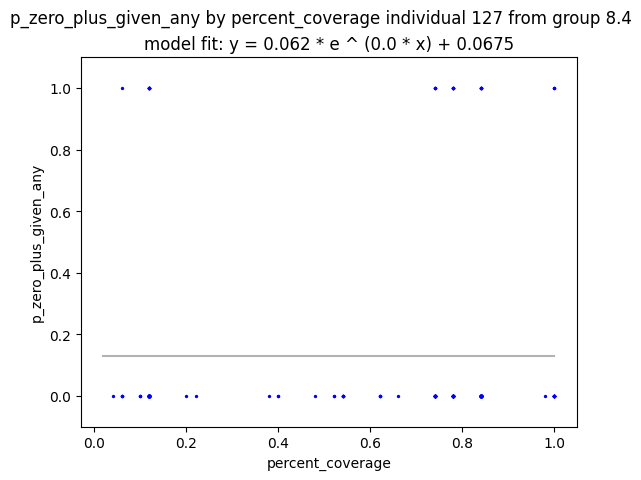 p_zero_plus_given_any by percent_coverage individual 127 from group 8.4
model fit: y = 0.062 * e ^ (0.0 * x) + 0.0675
1.0
0.8
0.6
0.4
0.2
0.0
p_zero_plus_given_any
0.0 0.2 0.4 0.6 0.8 1.0
percent_coverage